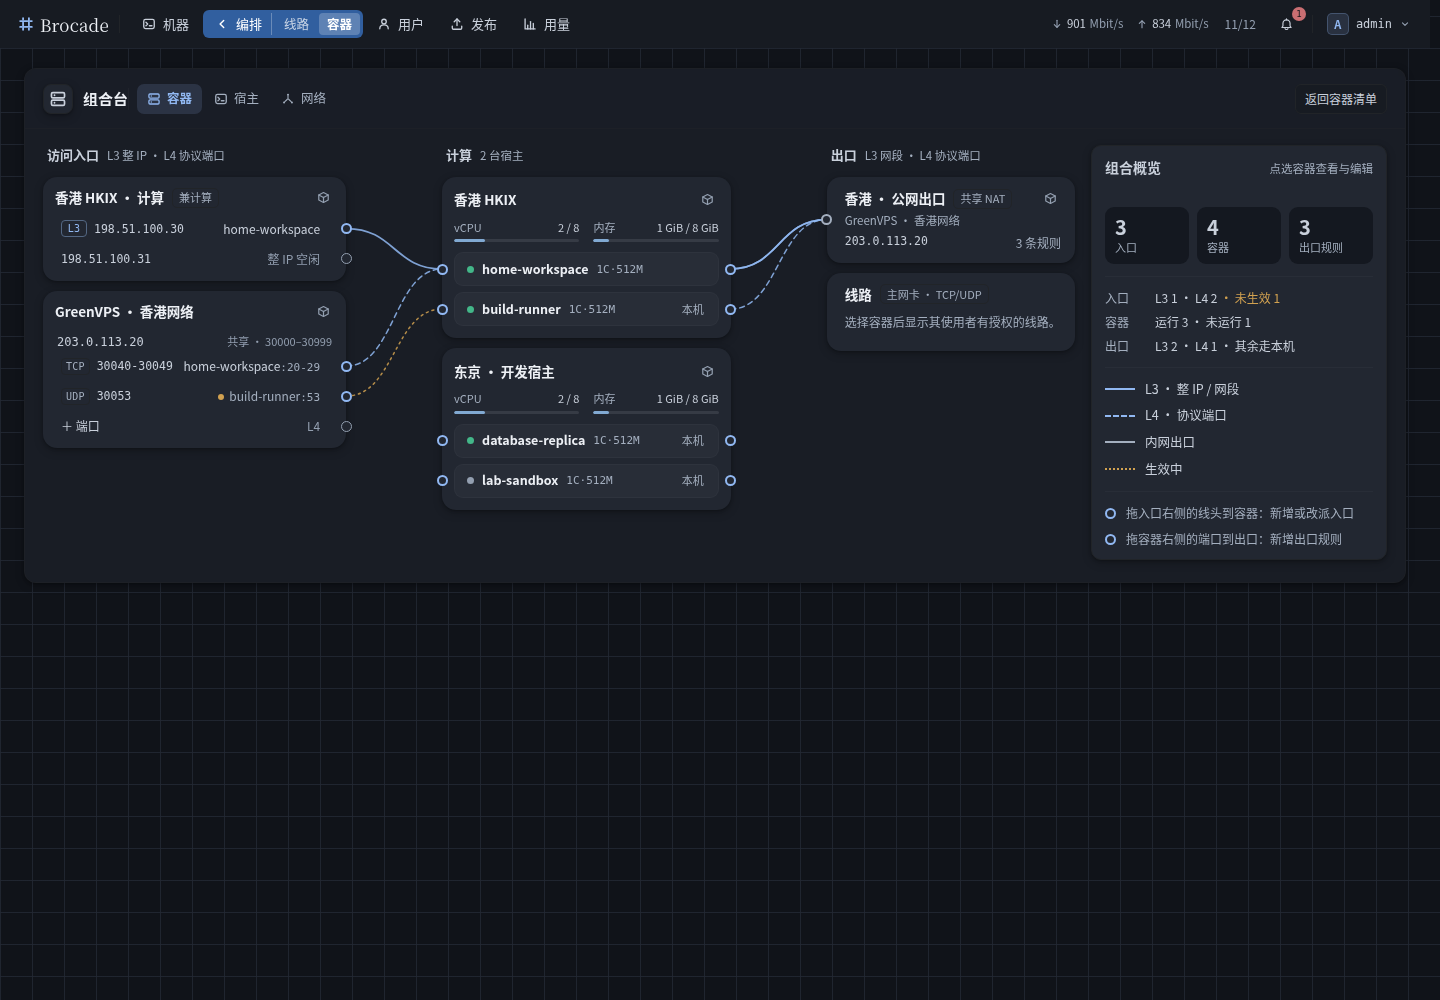 Brocade 机器 编排 线路 容器 用户 发布 用量 ↓ 901 Mbit/s ↑ 834 Mbit/s 11/12 1 A admin
组合台 容器 宿主 网络 返回容器清单
访问入口 L3 整 IP · L4 协议端口
香港 HKIX · 计算 兼计算
L3 198.51.100.30 home-workspace
198.51.100.31 整 IP 空闲
GreenVPS · 香港网络
203.0.113.20 共享 · 30000–30999
TCP 30040-30049 home-workspace:20-29
UDP 30053 build-runner:53
＋ 端口 L4
计算 2 台宿主
香港 HKIX
vCPU 2 / 8 内存 1 GiB / 8 GiB
home-workspace 1C·512M
build-runner 1C·512M 本机
东京 · 开发宿主
vCPU 2 / 8 内存 1 GiB / 8 GiB
database-replica 1C·512M 本机
lab-sandbox 1C·512M 本机
出口 L3 网段 · L4 协议端口
香港 · 公网出口 共享 NAT
GreenVPS · 香港网络
203.0.113.20 3 条规则
线路 主网卡 · TCP/UDP
选择容器后显示其使用者有授权的线路。
组合概览 点选容器查看与编辑
3 4 3
入口 容器 出口规则
入口 L3 1 · L4 2 · 未生效 1
容器 运行 3 · 未运行 1
出口 L3 2 · L4 1 · 其余走本机
L3 · 整 IP / 网段
L4 · 协议端口
内网出口
生效中
拖入口右侧的线头到容器：新增或改派入口
拖容器右侧的端口到出口：新增出口规则